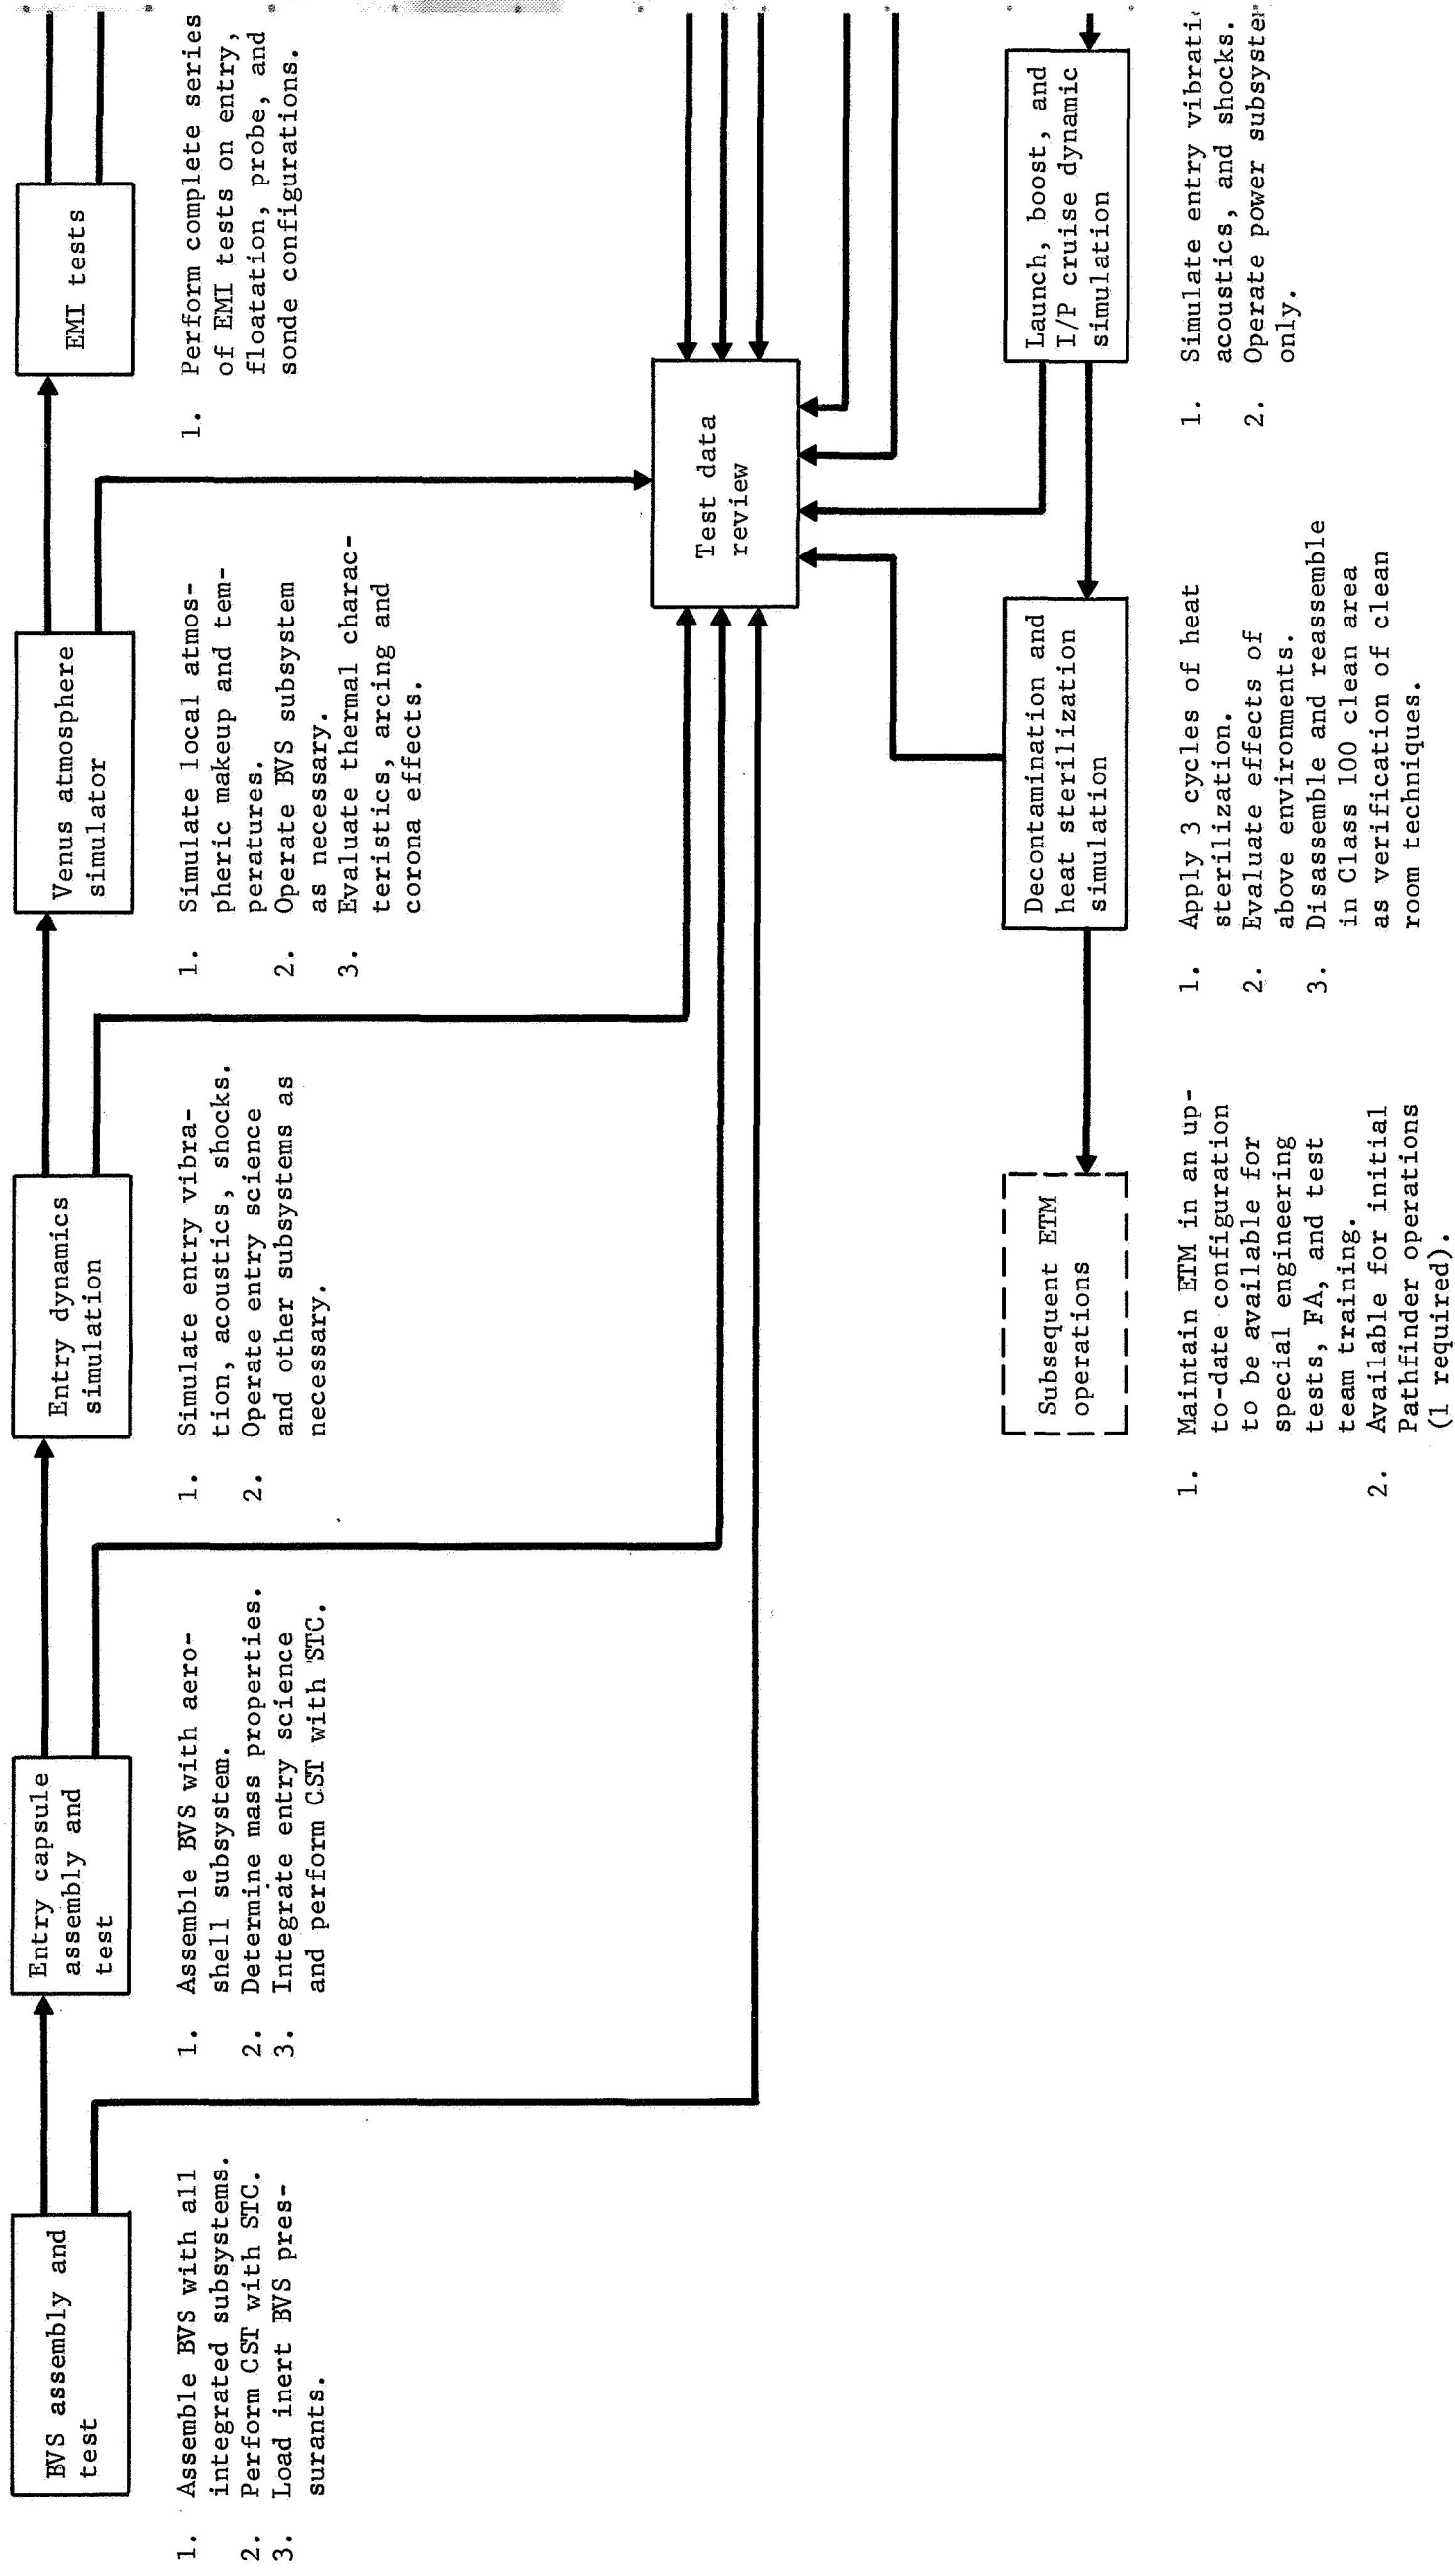 BVS assembly and
test
1. Assemble BVS with all
integrated subsystems.
2. Perform CST with STC.
3. Load inert BVS pres-
surants.
Entry capsule
assembly and
test
1. Assemble BVS with aero-
shell subsystem.
2. Determine mass properties.
3. Integrate entry science
and perform CST with STC.
Entry dynamics
simulation
1. Simulate entry vibra-
tion, acoustics, shocks.
2. Operate entry science
and other subsystems as
necessary.
Venus atmosphere
simulator
1. Simulate local atmos-
pheric makeup and tem-
peratures.
2. Operate BVS subsystem
as necessary.
3. Evaluate thermal charac-
teristics, arcing and
corona effects.
EMI tests
1. Perform complete series
of EMI tests on entry,
floatation, probe, and
sonde configurations.
Test data
review
Subsequent ETM
operations
1. Maintain ETM in an up-
to-date configuration
to be available for
special engineering
tests, FA, and test
team training.
2. Available for initial
Pathfinder operations
(1 required).
Decontamination and
heat sterilization
simulation
1. Apply 3 cycles of heat
sterilization.
2. Evaluate effects of
above environments.
3. Disassemble and reassemble
in Class 100 clean area
as verification of clean
room techniques.
Launch, boost, and
I/P cruise dynamic
simulation
1. Simulate entry vibrati
acoustics, and shocks.
2. Operate power subsyste
only.